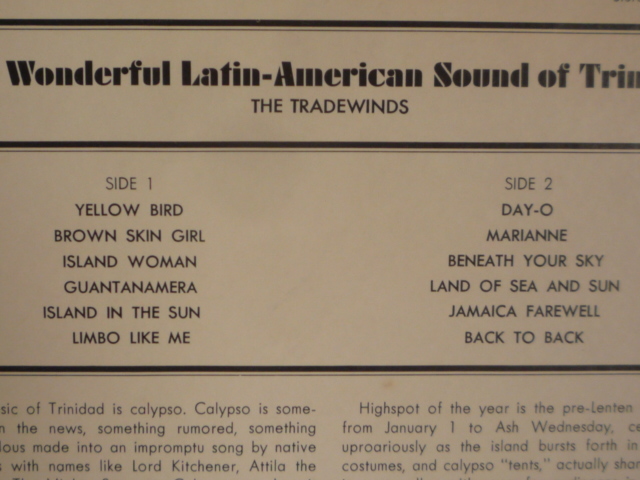 Wonderful Latin-American Sound of
THE TRADEWINDS
SIDE 1
YELLOW BIRD
BROWN SKIN GIRL
ISLAND WOMAN
GUANTANAMERA
ISLAND IN THE SUN
LIMBO LIKE ME
SIDE 2
DAY-O
MARIANNE
BENEATH YOUR SKY
LAND OF SEA AND SUN
JAMAICA FAREWELL
BACK TO BACK
sic of Trinidad is calypso. Calypso is some-
the news, something rumored, something
made into an impromptu song by native
with names like Lord Kitchener, Attila the
Highspot of the year is the pre-Lenten
from January 1 to Ash Wednesday,
uproariously as the island bursts forth in
costumes, and calypso "tents," actually